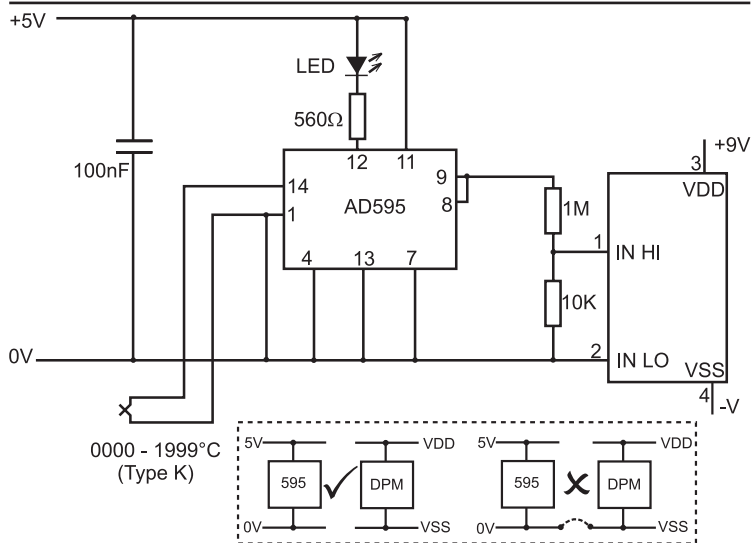 +5V
LED
560Ω
100nF
12
11
14
1
AD595
9
8
4
13
7
1M
10K
+9V
3
VDD
1
IN HI
2
IN LO
VSS
4
-V
0V
0000 - 1999°C
(Type K)
5V
VDD
595
DPM
0V
VSS
5V
VDD
595
DPM
0V
VSS